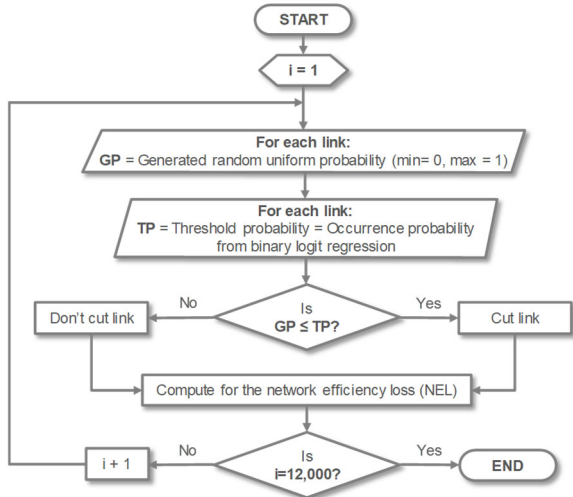 START
i = 1
For each link:
GP = Generated random uniform probability (min= 0, max = 1)
For each link:
TP = Threshold probability = Occurrence probability
from binary logit regression
No
Is
GP ≤ TP?
Yes
Don't cut link
Cut link
Compute for the network efficiency loss (NEL)
i + 1
No
Is
i=12,000?
Yes
END